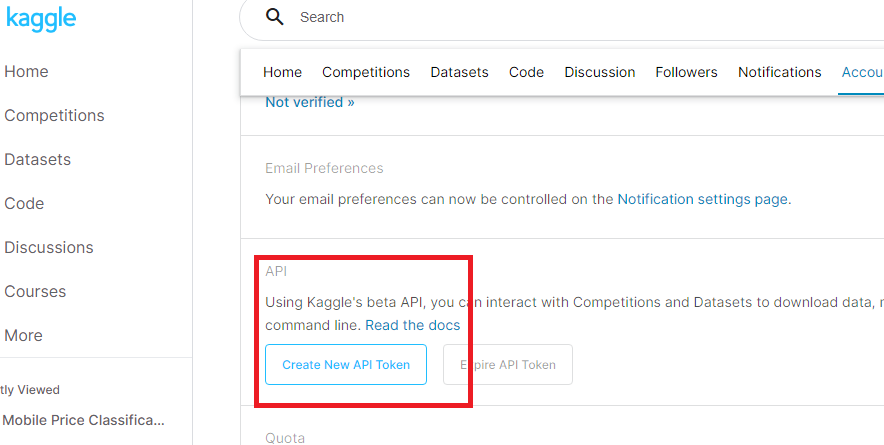 kaggle
Search
Home
Competitions
Datasets
Code
Discussions
Courses
More
tly Viewed
Mobile Price Classifica...
Home Competitions Datasets Code Discussion Followers Notifications Accou
Not verified »
Email Preferences
Your email preferences can now be controlled on the Notification settings page.
API
Using Kaggle's beta API, you can interact with Competitions and Datasets to download data,
command line. Read the docs
Create New API Token
Expire API Token
Quota